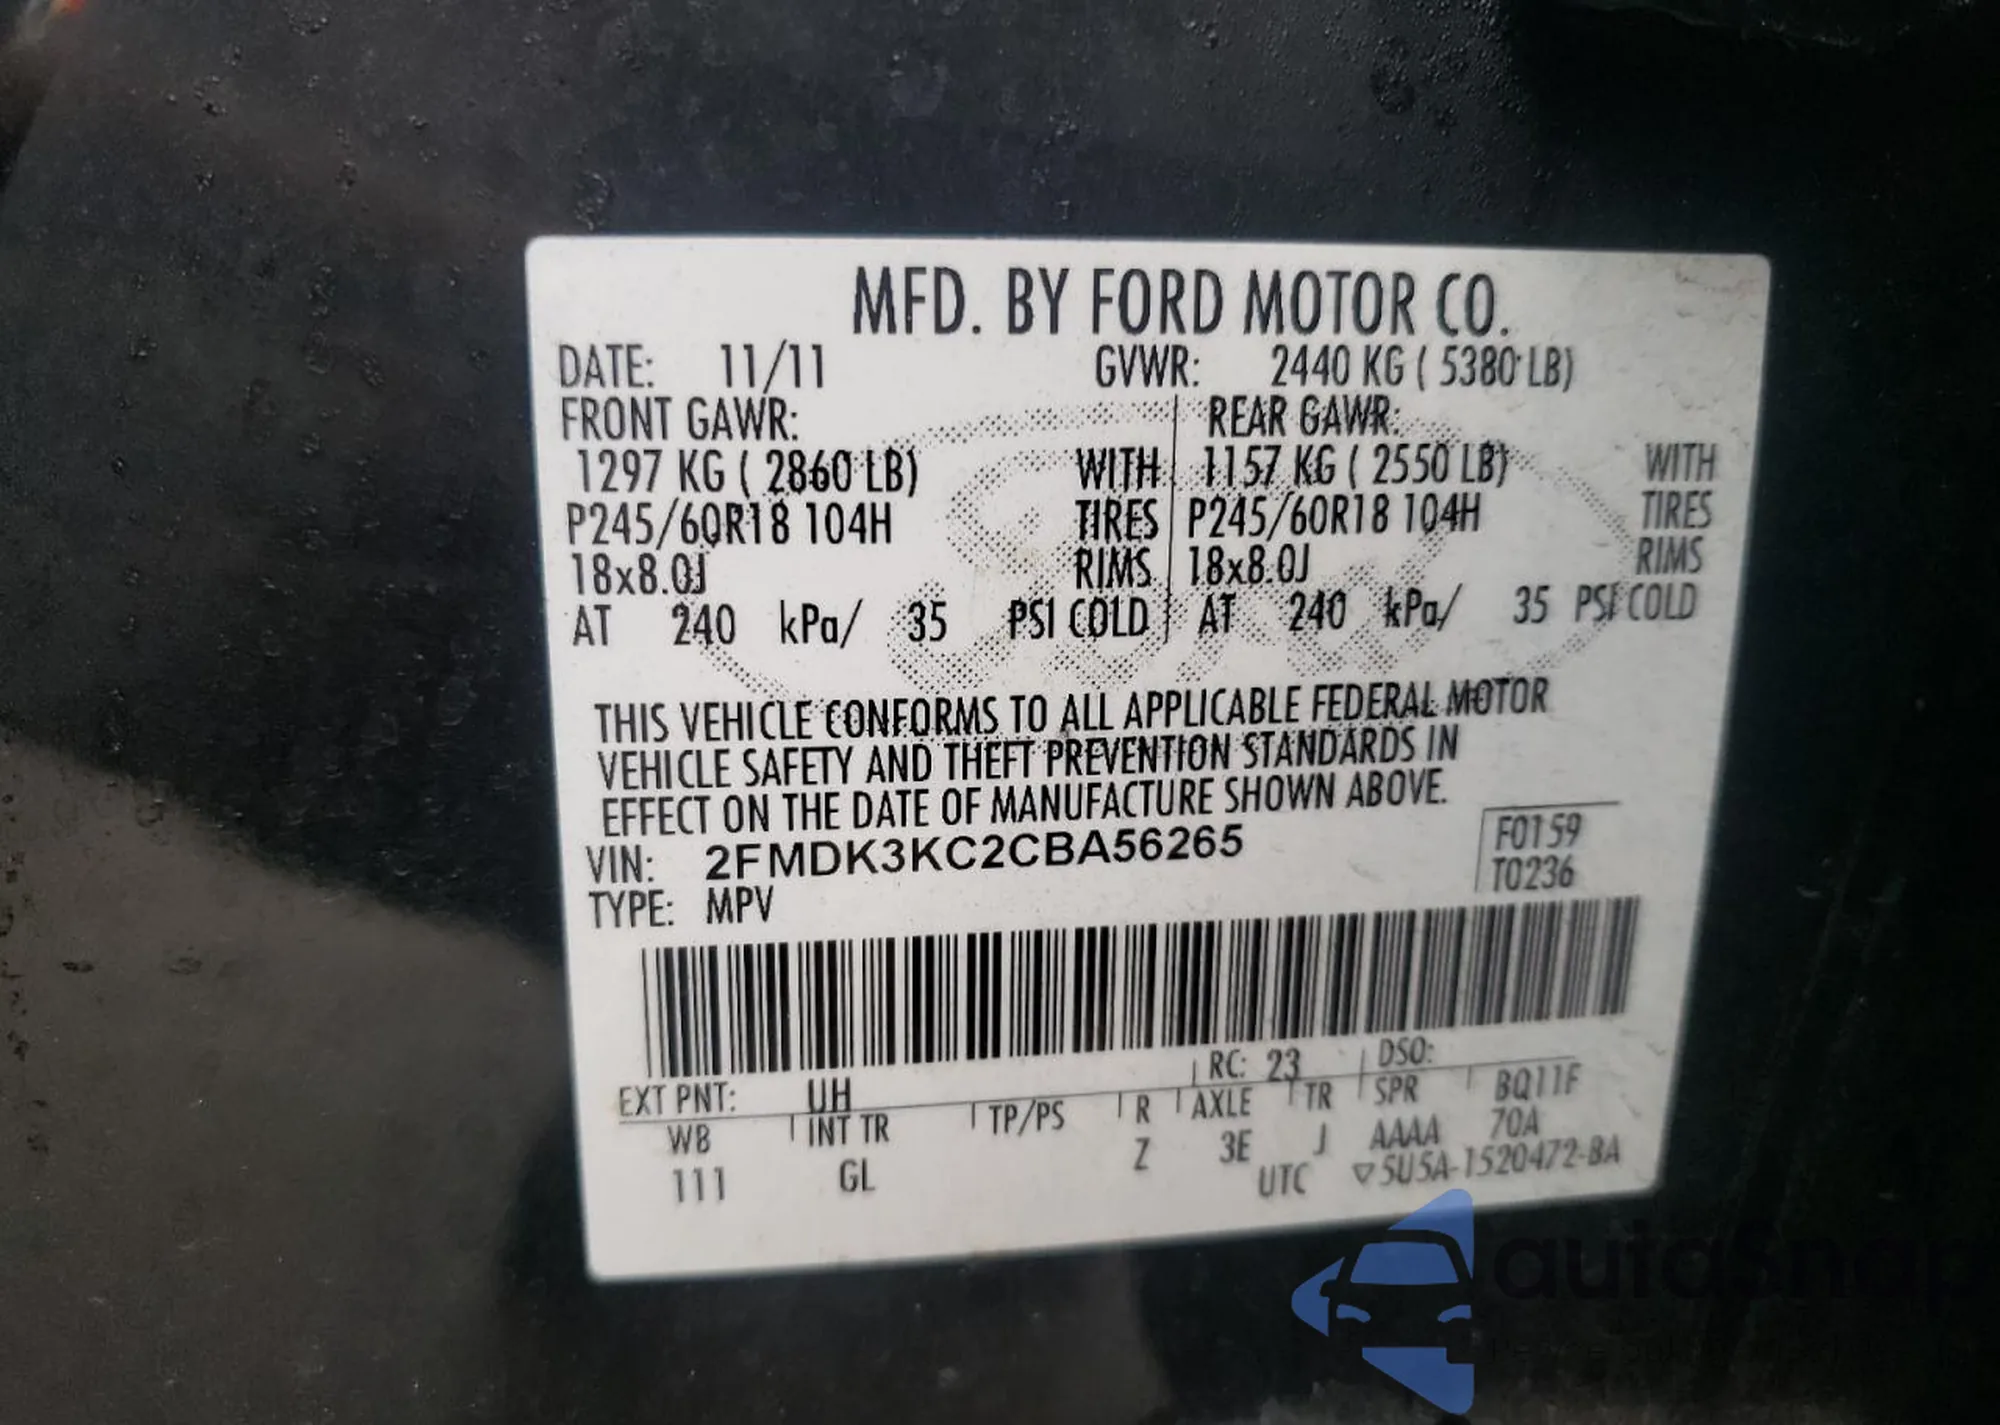 MFD. BY FORD MOTOR CO.
DATE: 11/11 GVWR: 2440 KG ( 5380 LB)
FRONT GAWR: REAR GAWR:
1297 KG ( 2860 LB) WITH 1157 KG ( 2550 LB) WITH
P245/60R18 104H TIRES P245/60R18 104H TIRES
18x8.0J RIMS 18x8.0J RIMS
AT 240 kPa/ 35 PSI COLD AT 240 kPa/ 35 PSI COLD
THIS VEHICLE CONFORMS TO ALL APPLICABLE FEDERAL MOTOR
VEHICLE SAFETY AND THEFT PREVENTION STANDARDS IN
EFFECT ON THE DATE OF MANUFACTURE SHOWN ABOVE.
VIN: 2FMDK3KC2CBA56265 F0159
TYPE: MPV T0236
EXT PNT: UH RC: 23 DSO:
WB INT TR TP/PS R AXLE TR SPR BQ11F
111 GL Z 3E J AAAA 70A
UTC ▽5U5A-1520472-BA
autosnap